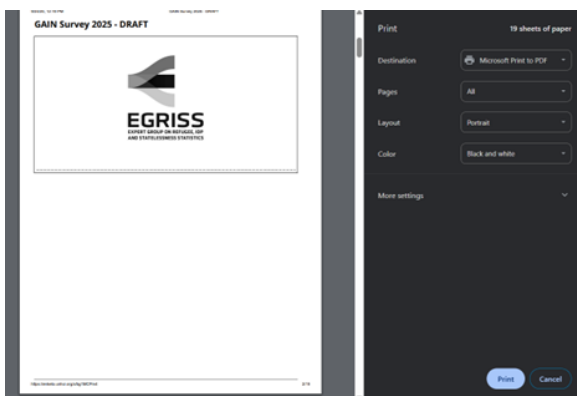 GAIN Survey 2025 - DRAFT
EGRISS
EXPERT GROUP ON REFUGEE, IDP
AND STATELESSNESS STATISTICS
Print
19 sheets of paper
Destination
Microsoft Print to PDF
Pages
All
Layout
Portrait
Color
Black and white
More settings
Print
Cancel